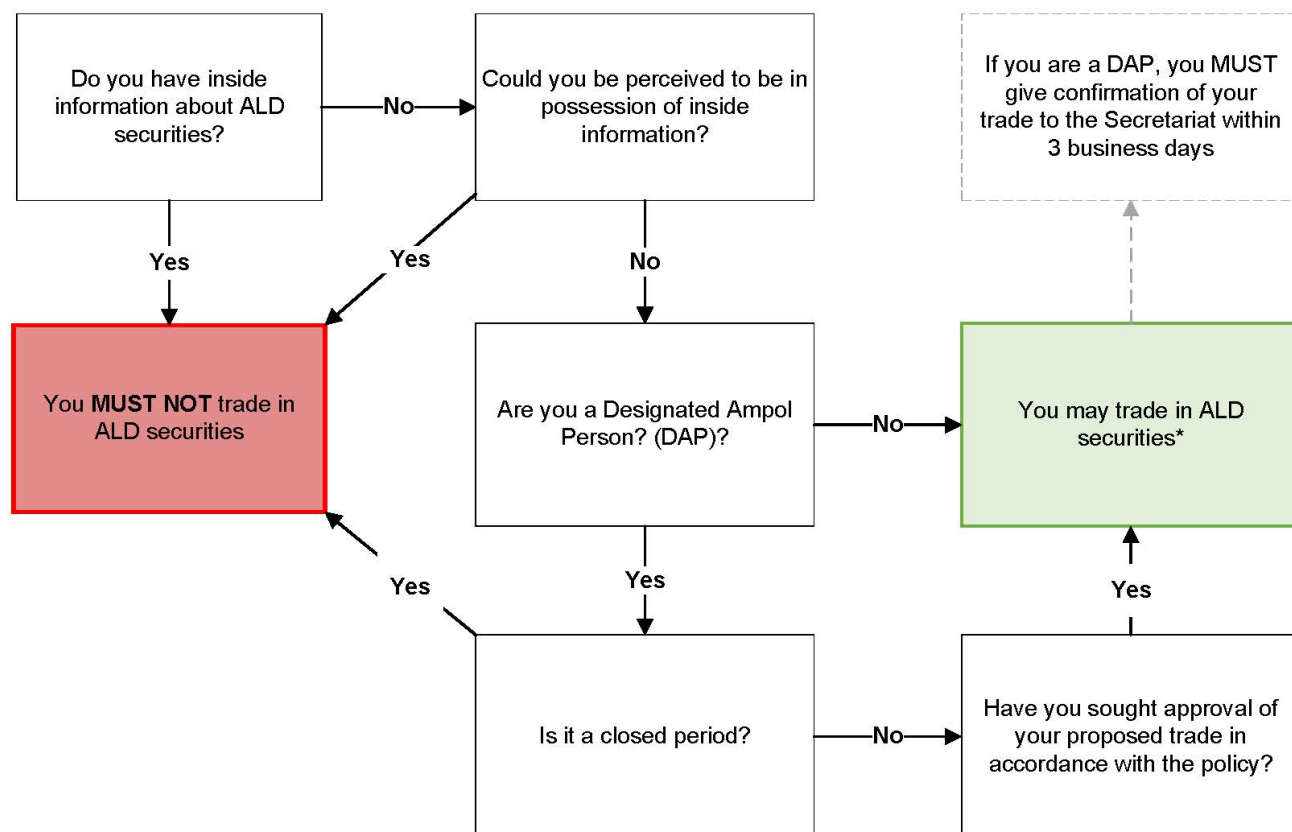 Do you have inside
information about ALD
securities?
No
Could you be perceived to be in
possession of inside
information?
If you are a DAP, you MUST
give confirmation of your
trade to the Secretariat within
3 business days
Yes
Yes
No
You MUST NOT trade in
ALD securities
Are you a Designated Ampol
Person? (DAP)?
No
You may trade in ALD
securities*
Yes
Yes
Yes
Is it a closed period?
No
Have you sought approval of
your proposed trade in
accordance with the policy?